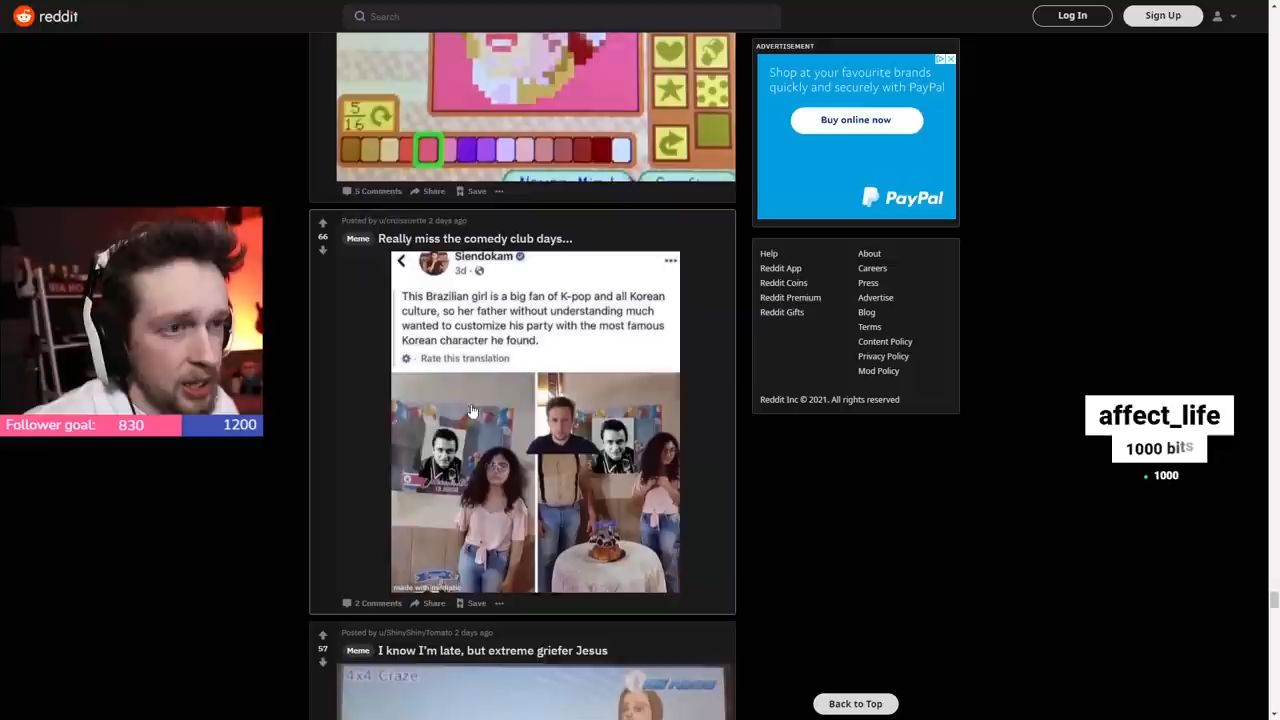 reddit
Search
Log In
Sign Up
ADVERTISEMENT
Shop at your favourite brands
quickly and securely with PayPal
Buy online now
PayPal
5
16
5 Comments
Share
Save
Posted by u/croissuette 2 days ago
66
Meme
Really miss the comedy club days...
Siendokam
3d
This Brazilian girl is a big fan of K-pop and all Korean
culture, so her father without understanding much
wanted to customize his party with the most famous
Korean character he found.
Rate this translation
made with mematic
2 Comments
Share
Save
Help
About
Reddit App
Careers
Reddit Coins
Press
Reddit Premium
Advertise
Reddit Gifts
Blog
Terms
Content Policy
Privacy Policy
Mod Policy
Reddit Inc © 2021. All rights reserved
Follower goal: 830 1200
affect_life
1000 bits
1000
Posted by u/ShinyShinyTomato 2 days ago
57
Meme
I know I'm late, but extreme griefer Jesus
4x4 Craze
Back to Top